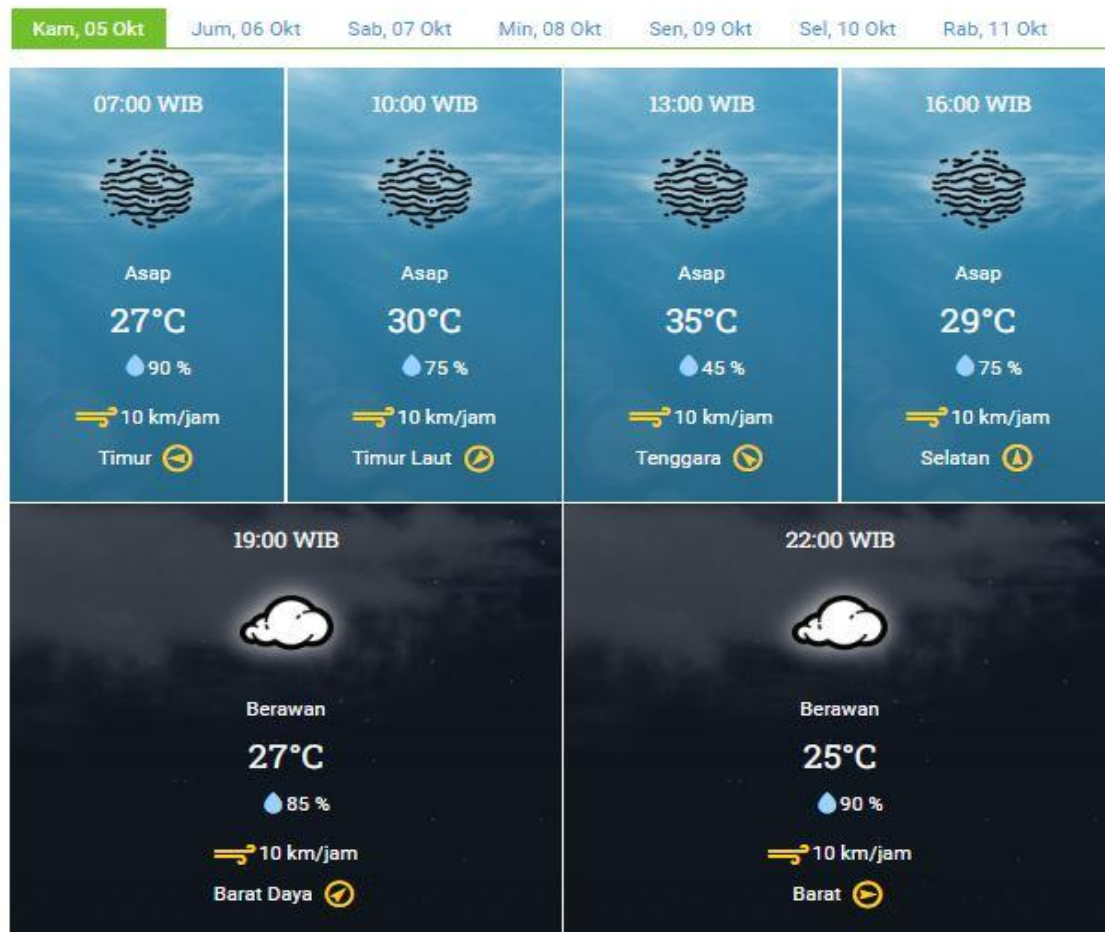 Kam, 05 Okt Jum, 06 Okt Sab, 07 Okt Min, 08 Okt Sen, 09 Okt Sel, 10 Okt Rab, 11 Okt
07:00 WIB
Asap
27°C
90 %
10 km/jam
Timur
10:00 WIB
Asap
30°C
75 %
10 km/jam
Timur Laut
13:00 WIB
Asap
35°C
45 %
10 km/jam
Tenggara
16:00 WIB
Asap
29°C
75 %
10 km/jam
Selatan
19:00 WIB
Berawan
27°C
85 %
10 km/jam
Barat Daya
22:00 WIB
Berawan
25°C
90 %
10 km/jam
Barat